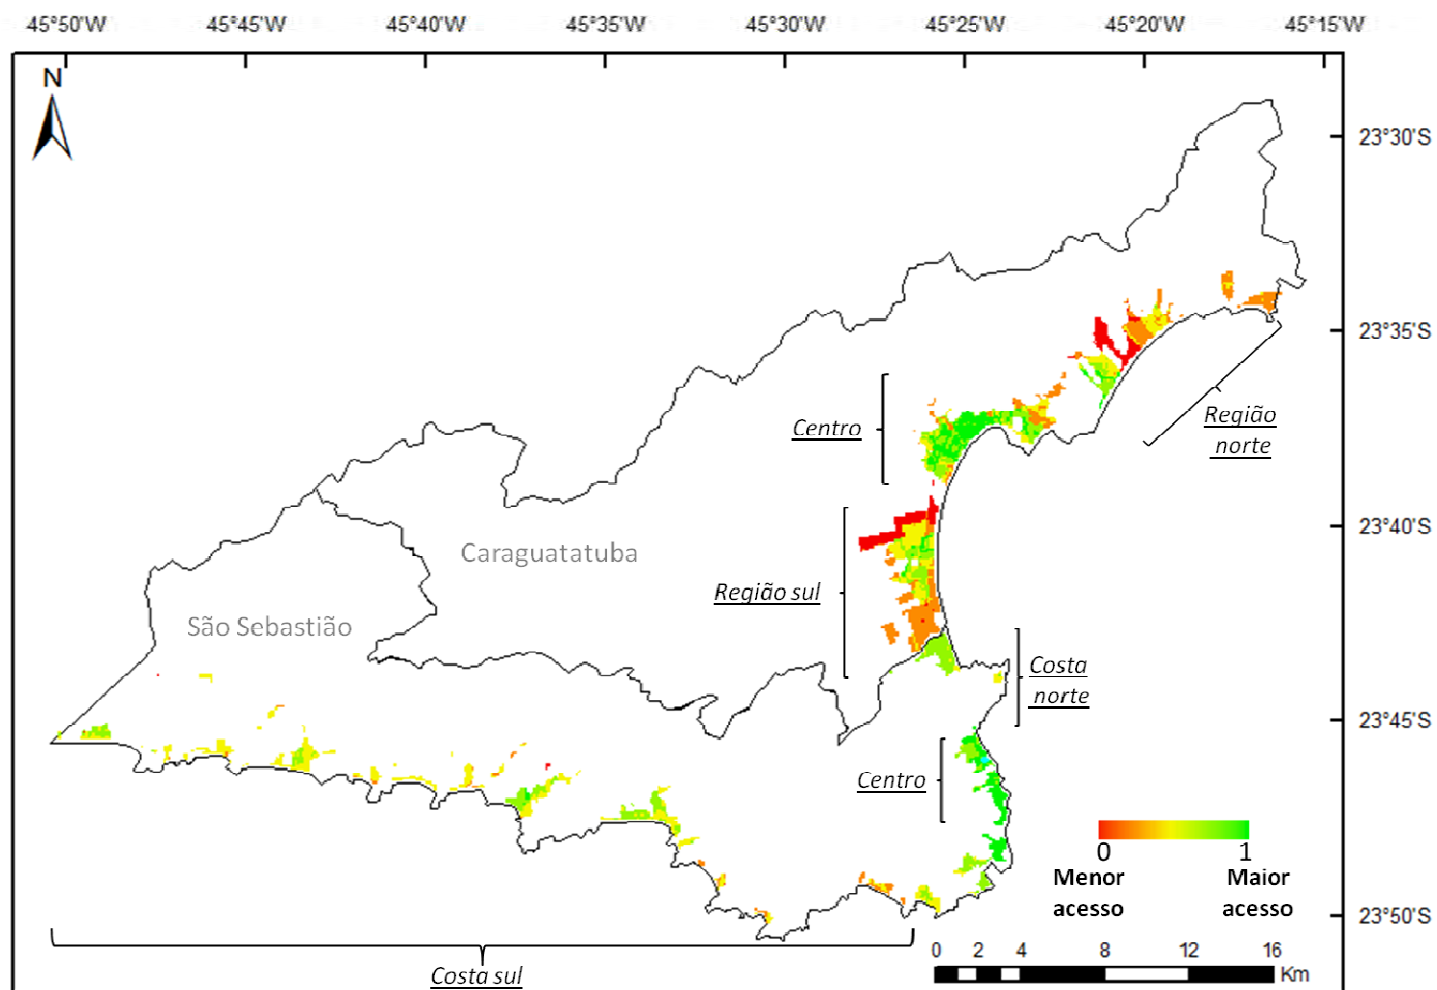 45°50'W 45°45'W 45°40'W 45°35'W 45°30'W 45°25'W 45°20'W 45°15'W
N
23°30'S
23°35'S
Centro
Região
norte
23°40'S
Caraguatatuba
Região sul
São Sebastião
Costa
norte
23°45'S
Centro
0 1
Menor
acesso
Maior
acesso
23°50'S
0 2 4 8 12 16
Km
Costa sul